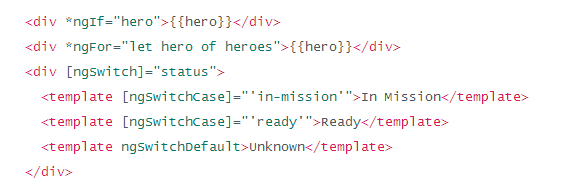 <div *ngIf="hero">{{hero}}</div>
<div *ngFor="let hero of heroes">{{hero}}</div>
<div [ngSwitch]="status">
  <template [ngSwitchCase]="'in-mission'">In Mission</template>
  <template [ngSwitchCase]="'ready'">Ready</template>
  <template ngSwitchDefault>Unknown</template>
</div>